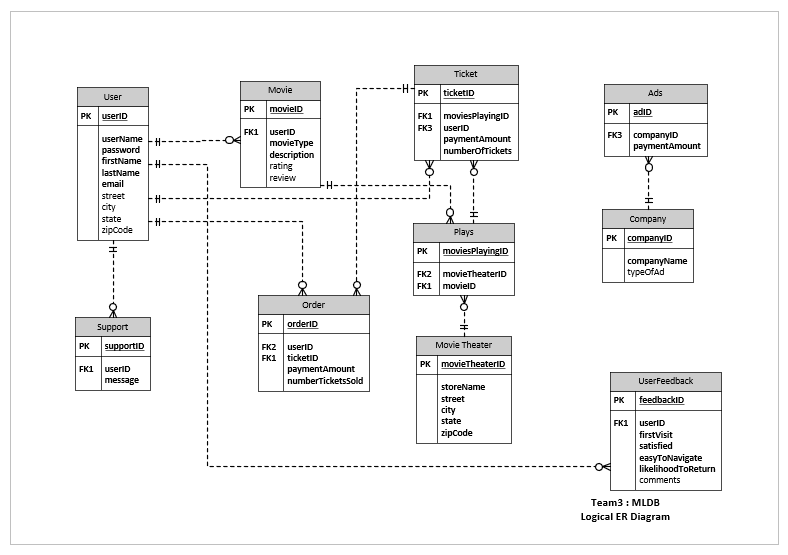 User
PK userID
userName
password
firstName
lastName
email
street
city
state
zipCode
Movie
PK movieID
FK1 userID
movieType
description
rating
review
Ticket
PK ticketID
FK1 moviesPlayingID
FK3 userID
paymentAmount
numberOfTickets
Ads
PK adID
FK3 companyID
paymentAmount
Company
PK companyID
companyName
typeOfAd
Plays
PK moviesPlayingID
FK2 movieTheaterID
FK1 movieID
Support
PK supportID
FK1 userID
message
Order
PK orderID
FK2 userID
FK1 ticketID
paymentAmount
numberTicketsSold
Movie Theater
PK movieTheaterID
storeName
street
city
state
zipCode
UserFeedback
PK feedbackID
FK1 userID
firstVisit
satisfied
easyToNavigate
likelihoodToReturn
comments
Team3 : MLDB
Logical ER Diagram